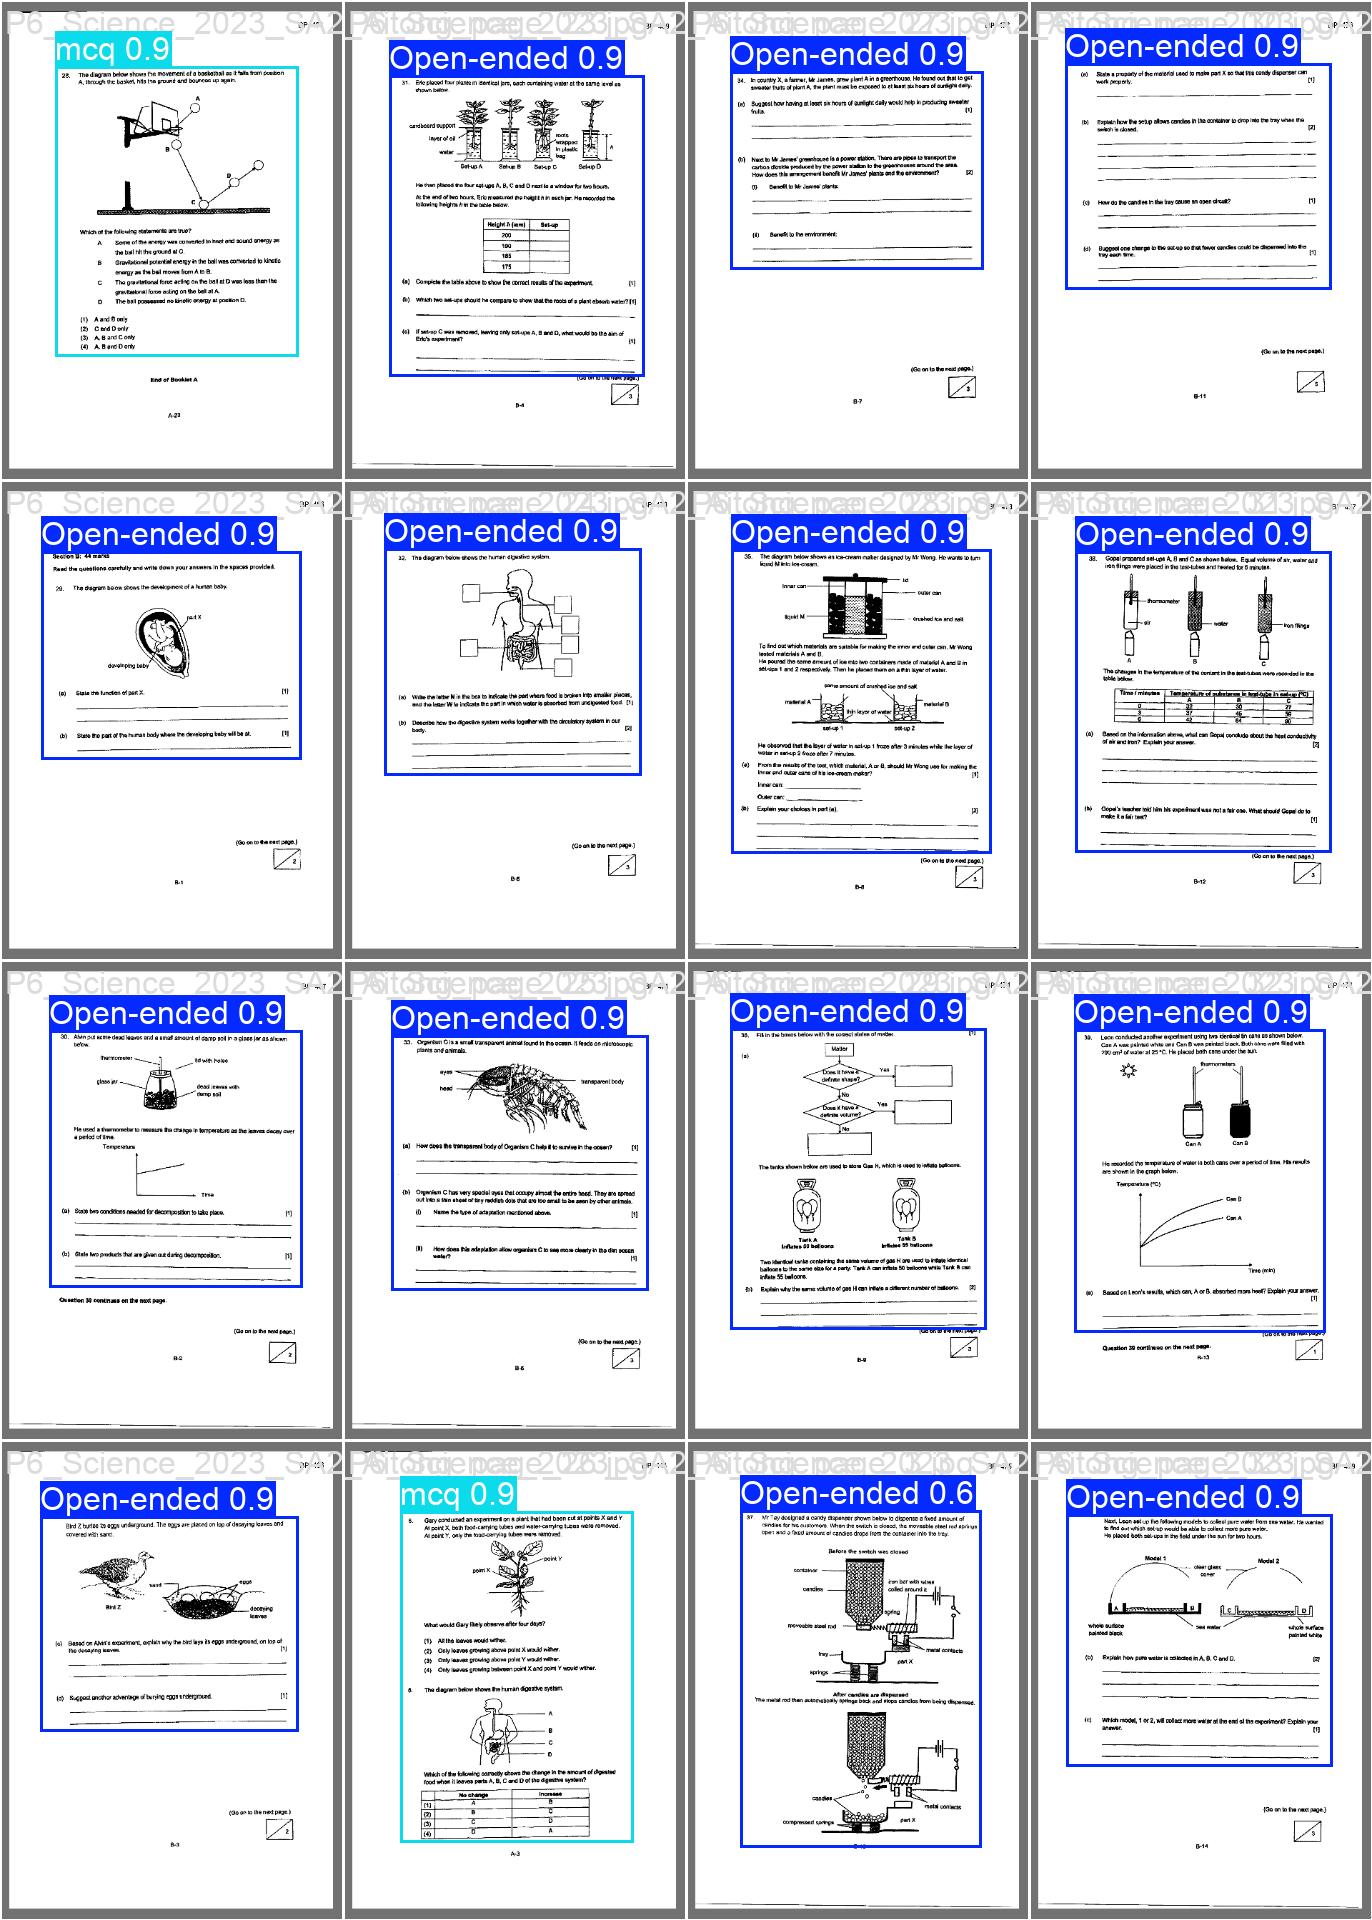 mcq 0.9
28. The diagram below shows the movement of a basketball as it falls from position
A, through the basket, hits the ground and bounces up again.
A
B
D
C
Which of the following statements are true?
A Some of the energy was converted to heat and sound energy as
the ball hit the ground at C.
B Gravitational potential energy in the ball was converted to kinetic
energy as the ball moves from A to B.
C The gravitational force acting on the ball at D was less than the
gravitational force acting on the ball at A.
D The ball possessed no kinetic energy at position D.
(1) A and B only
(2) C and D only
(3) A, B and C only
(4) A, B and D only
End of Booklet A
A-23
Open-ended 0.9
31. Eric placed four plants in identical jars, each containing water at the same level as
shown below.
cardboard support
layer of oil
water
roots
wrapped
in plastic
bag
Set-up A Set-up B Set-up C Set-up D
He then placed the four set-ups A, B, C and D next to a window for two hours.
At the end of two hours, Eric measured the height h in each jar. He recorded the
following heights h in the table below.
Height h (mm) Set-up
200
190
185
175
(a) Complete the table above to show the correct results of the experiment. [1]
(b) Which two set-ups should he compare to show that the roots of a plant absorb water? [1]
(c) If set-up C was removed, leaving only set-ups A, B and D, what would be the aim of
Eric's experiment? [1]
(Go on to the next page.)
3
B-4
Open-ended 0.9
34. In country X, a farmer, Mr James, grew plant A in a greenhouse. He found out that to get
sweeter fruits of plant A, the plant must be exposed to at least six hours of sunlight daily.
(a) Suggest how having at least six hours of sunlight daily would help in producing sweeter
fruits. [1]
(b) Next to Mr James' greenhouse is a power station. There are pipes to transport the
carbon dioxide produced by the power station to the greenhouses around the area.
How does this arrangement benefit Mr James' plants and the environment? [2]
(i) Benefit to Mr James' plants:
(ii) Benefit to the environment:
(Go on to the next page.)
3
B-7
Open-ended 0.9
(a) State a property of the material used to make part X so that this candy dispenser can
work properly. [1]
(b) Explain how the setup allows candies in the container to drop into the tray when the
switch is closed. [2]
(c) How do the candies in the tray cause an open circuit? [1]
(d) Suggest one change to the set-up so that fewer candies could be dispensed into the
tray each time. [1]
(Go on to the next page.)
5
B-11
Open-ended 0.9
Section B: 44 marks
Read the questions carefully and write down your answers in the spaces provided.
29. The diagram below shows the development of a human baby.
part X
developing baby
(a) State the function of part X. [1]
(b) State the part of the human body where the developing baby will be at. [1]
(Go on to the next page.)
2
B-1
Open-ended 0.9
32. The diagram below shows the human digestive system.
(a) Write the letter N in the box to indicate the part where food is broken into smaller pieces,
and the letter W to indicate the part in which water is absorbed from undigested food. [1]
(b) Describe how the digestive system works together with the circulatory system in our
body. [2]
(Go on to the next page.)
3
B-5
Open-ended 0.9
35. The diagram below shows an ice-cream maker designed by Mr Wong. He wants to turn
liquid M into ice-cream.
lid
inner can
outer can
liquid M
crushed ice and salt
To find out which materials are suitable for making the inner and outer can, Mr Wong
tested materials A and B.
He poured the same amount of ice into two containers made of material A and B in
set-ups 1 and 2 respectively. Then he placed them on a thin layer of water.
same amount of crushed ice and salt
material A
material B
thin layer of water
set-up 1 set-up 2
He observed that the layer of water in set-up 1 froze after 3 minutes while the layer of
water in set-up 2 froze after 7 minutes.
(a) From the results of the test, which material, A or B, should Mr Wong use for making the
inner and outer cans of his ice-cream maker? [1]
Inner can:
Outer can:
(b) Explain your choices in part (a). [2]
(Go on to the next page.)
3
B-8
Open-ended 0.9
38. Gopal prepared set-ups A, B and C as shown below. Equal volume of air, water and
iron filings were placed in the test-tubes and heated for 6 minutes.
thermometer
air
water
iron filings
A B C
The changes in the temperature of the content in the test-tubes were recorded in the
table below.
Time / minutes Temperature of substance in test-tube in set-up (°C)
A B C
(a) Based on the information above, what can Gopal conclude about the heat conductivity
of air and iron? Explain your answer. [2]
(b) Gopal's teacher told him his experiment was not a fair one. What should Gopal do to
make it a fair test? [1]
(Go on to the next page.)
3
B-12
Open-ended 0.9
30. Alvin put some dead leaves and a small amount of damp soil in a glass jar as shown
below.
thermometer
lid with holes
glass jar
dead leaves with
damp soil
He used a thermometer to measure the change in temperature as the leaves decay over
a period of time.
Temperature
Time
(a) State two conditions needed for decomposition to take place. [1]
(b) State two products that are given out during decomposition. [1]
Question 30 continues on the next page.
(Go on to the next page.)
2
B-2
Open-ended 0.9
33. Organism C is a small transparent animal found in the ocean. It feeds on microscopic
plants and animals.
eyes
head
transparent body
(a) How does the transparent body of Organism C help it to survive in the ocean? [1]
(b) Organism C has very special eyes that occupy almost the entire head. They are spread
out into a thin sheet of tiny reddish dots that are too small to be seen by other animals.
(i) Name the type of adaptation mentioned above. [1]
(ii) How does this adaptation allow organism C to see more clearly in the dim ocean
water? [1]
(Go on to the next page.)
3
B-6
Open-ended 0.9
36. Fill in the boxes below with the correct states of matter. [1]
(a)
Matter
Does it have a
definite shape?
Yes
No
Does it have a
definite volume?
Yes
No
The tanks shown below are used to store Gas H, which is used to inflate balloons.
Tank A
Inflates 50 balloons
Tank B
Inflates 55 balloons
Two identical tanks containing the same volume of gas H are used to inflate identical
balloons to the same size for a party. Tank A can inflate 50 balloons while Tank B can
inflate 55 balloons.
(b) Explain why the same volume of gas H can inflate a different number of balloons. [2]
(Go on to the next page.)
3
B-9
Open-ended 0.9
39. Leon conducted another experiment using two identical tin cans as shown below.
Can A was painted white and Can B was painted black. Both cans were filled with
200 cm³ of water at 25 °C. He placed both cans under the sun.
thermometers
Can A Can B
He recorded the temperature of water in both cans over a period of time. His results
are shown in the graph below.
Temperature (°C)
Can B
Can A
Time (min)
(a) Based on Leon's results, which can, A or B, absorbed more heat? Explain your answer.
[1]
(Go on to the next page.)
Question 39 continues on the next page.
1
B-13
Open-ended 0.9
Bird Z buries its eggs underground. The eggs are placed on top of decaying leaves and
covered with sand.
sand
eggs
Bird Z
decaying
leaves
(c) Based on Alvin's experiment, explain why the bird lays its eggs underground, on top of
the decaying leaves. [1]
(d) Suggest another advantage of burying eggs underground. [1]
(Go on to the next page.)
2
B-3
mcq 0.9
5. Gary conducted an experiment on a plant that had been cut at points X and Y.
At point X, both food-carrying tubes and water-carrying tubes were removed.
At point Y, only the food-carrying tubes were removed.
point Y
point X
What would Gary likely observe after four days?
(1) All the leaves would wither.
(2) Only leaves growing above point X would wither.
(3) Only leaves growing above point Y would wither.
(4) Only leaves growing between point X and point Y would wither.
6. The diagram below shows the human digestive system.
A
B
C
D
Which of the following correctly shows the change in the amount of digested
food when it leaves parts A, B, C and D of the digestive system?
No change Increase
(1) A B
(2) B C
(3) C D
(4) D A
A-3
Open-ended 0.6
37. Mr Tay designed a candy dispenser shown below to dispense a fixed amount of
candies for his customers. When the switch is closed, the moveable steel rod springs
open and a fixed amount of candies drops from the container into the tray.
Before the switch was closed
container
iron bar with wires
coiled around it
candies
spring
moveable steel rod
metal contacts
tray
part X
springs
After candies are dispensed
The metal rod then automatically springs back and stops candies from being dispensed.
candies
metal contacts
part X
compressed springs
Open-ended 0.9
Next, Leon set up the following models to collect pure water from sea water. He wanted
to find out which set-up would be able to collect more pure water.
He placed both set-ups in the field under the sun for two hours.
Model 1
clear glass
cover
Model 2
A B C D
whole surface
painted black
sea water
whole surface
painted white
(b) Explain how pure water is collected in A, B, C and D. [2]
(c) Which model, 1 or 2, will collect more water at the end of the experiment? Explain your
answer. [1]
(Go on to the next page.)
3
B-14